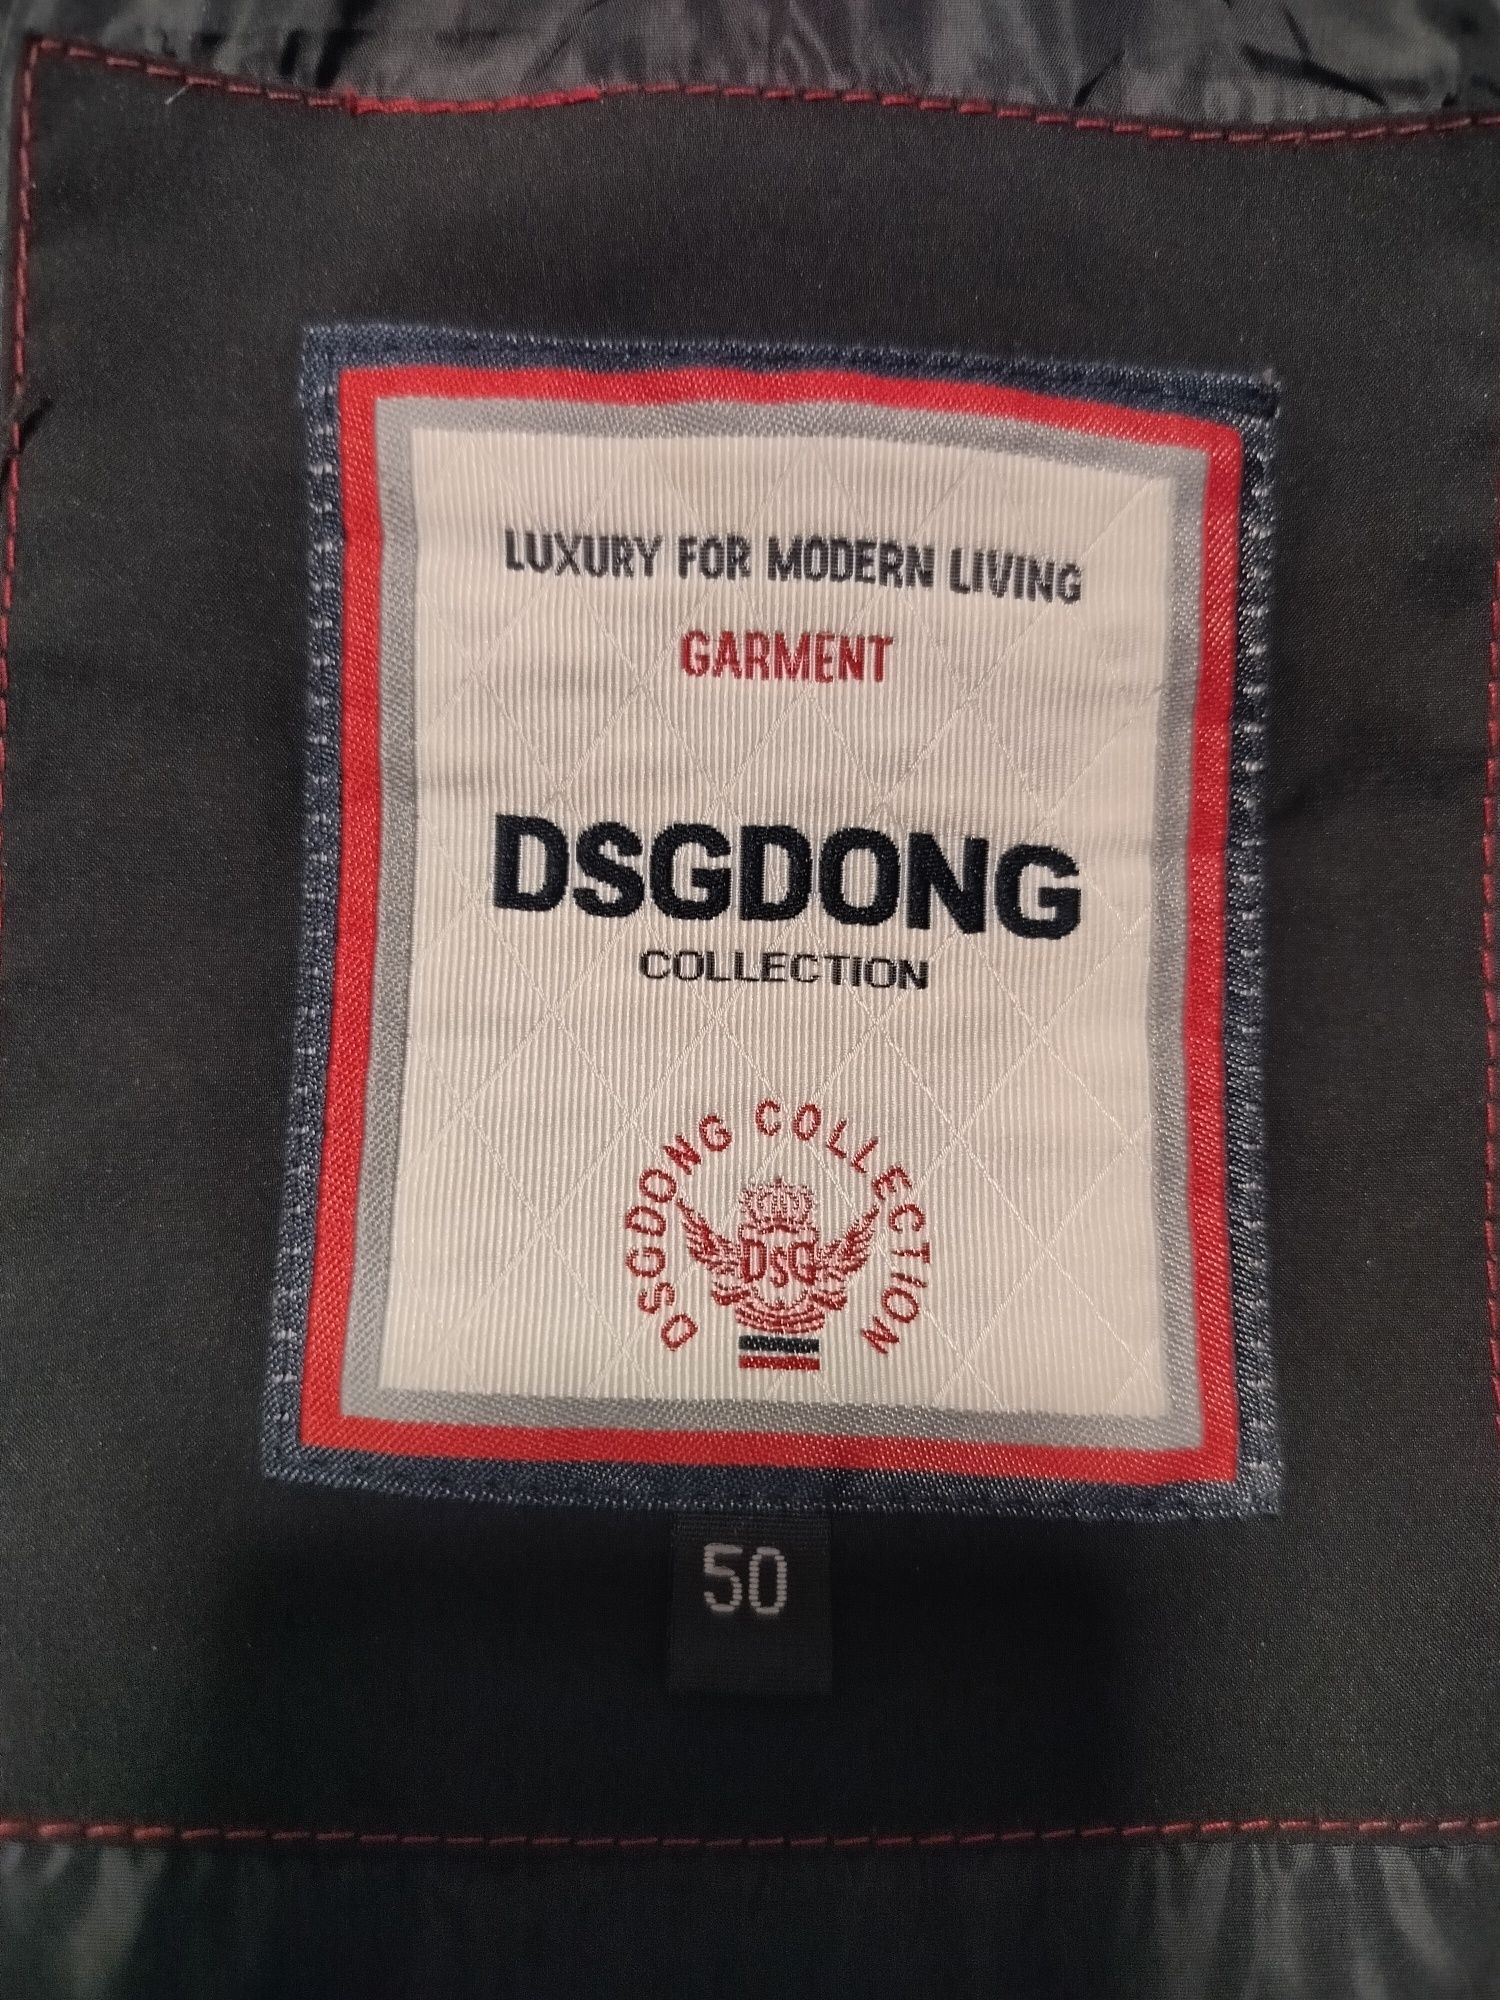 LUXURY FOR MODERN LIVING
GARMENT
DSGDONG
COLLECTION
DSGDONG COLLECTION
DSG
50